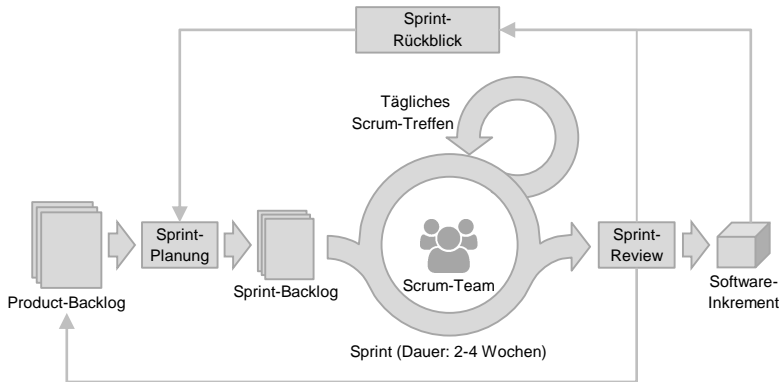 Sprint-
Rückblick
Tägliches
Scrum-Treffen
Sprint-
Planung
Sprint-
Review
Product-Backlog
Sprint-Backlog
Scrum-Team
Software-
Inkrement
Sprint (Dauer: 2-4 Wochen)